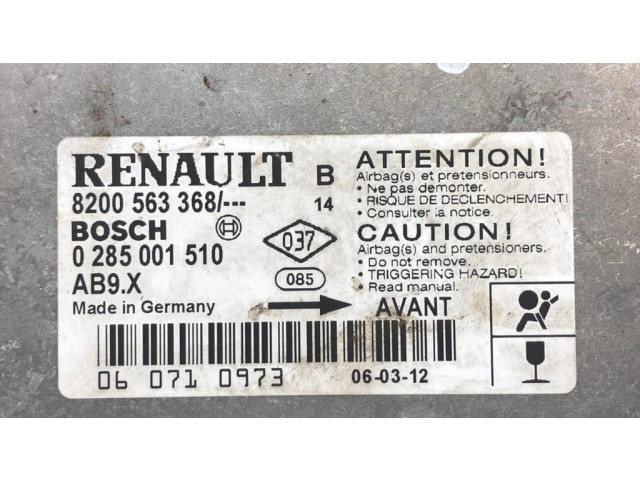 RENAULT B
8200 563 368/--- 14
BOSCH
0 285 001 510
037
AB9.X
085
Made in Germany
AVANT
06 0710973
06-03-12
ATTENTION!
Airbag(s) et pretensionneurs.
• Ne pas demonter.
• RISQUE DE DECLENCHEMENT!
• Consulter la notice.
CAUTION!
Airbag(s) and pretensioners.
• Do not remove.
• TRIGGERING HAZARD!
• Read manual.